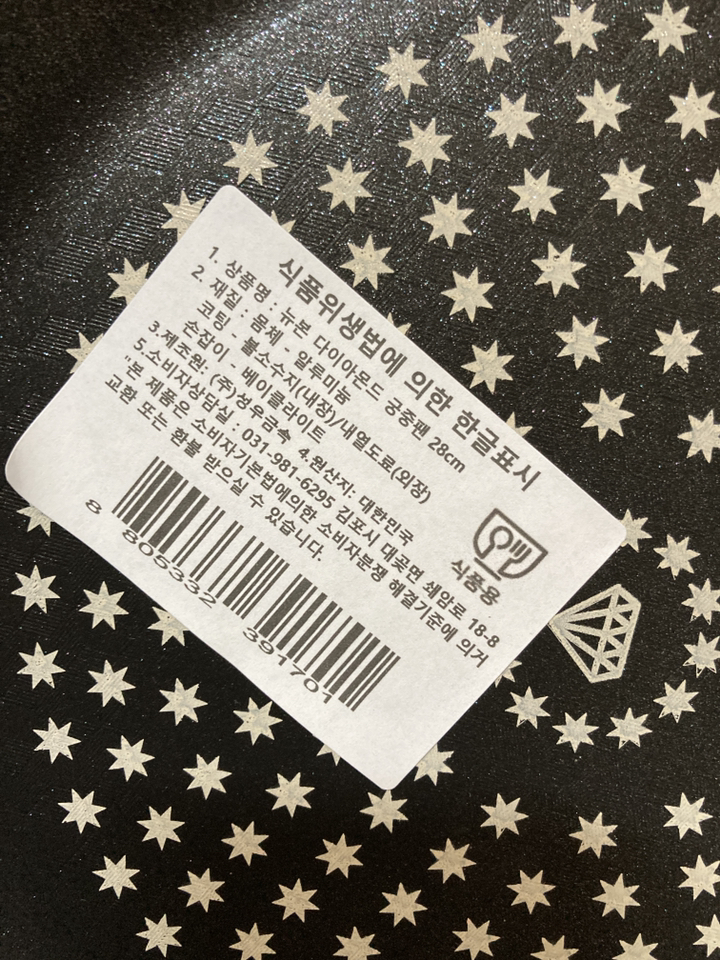 식품위생법에 의한 한글표시
1. 상품명 : 뉴본 다이아몬드 궁중팬 28cm
2. 재질 : 몸체 - 알루미늄
코팅 - 불소수지(내장)/내열도료(외장)
손잡이 - 베이클라이트
3.제조원: (주)성우금속 4.원산지: 대한민국
5.소비자상담실 : 031-981-6295 김포시 대곶면 쇄암로 18-8
"본 제품은 소비자기본법에의한 소비자분쟁 해결기준에 의거
교환 또는 환불 받으실 수 있습니다.
식품용
8 805332 391701